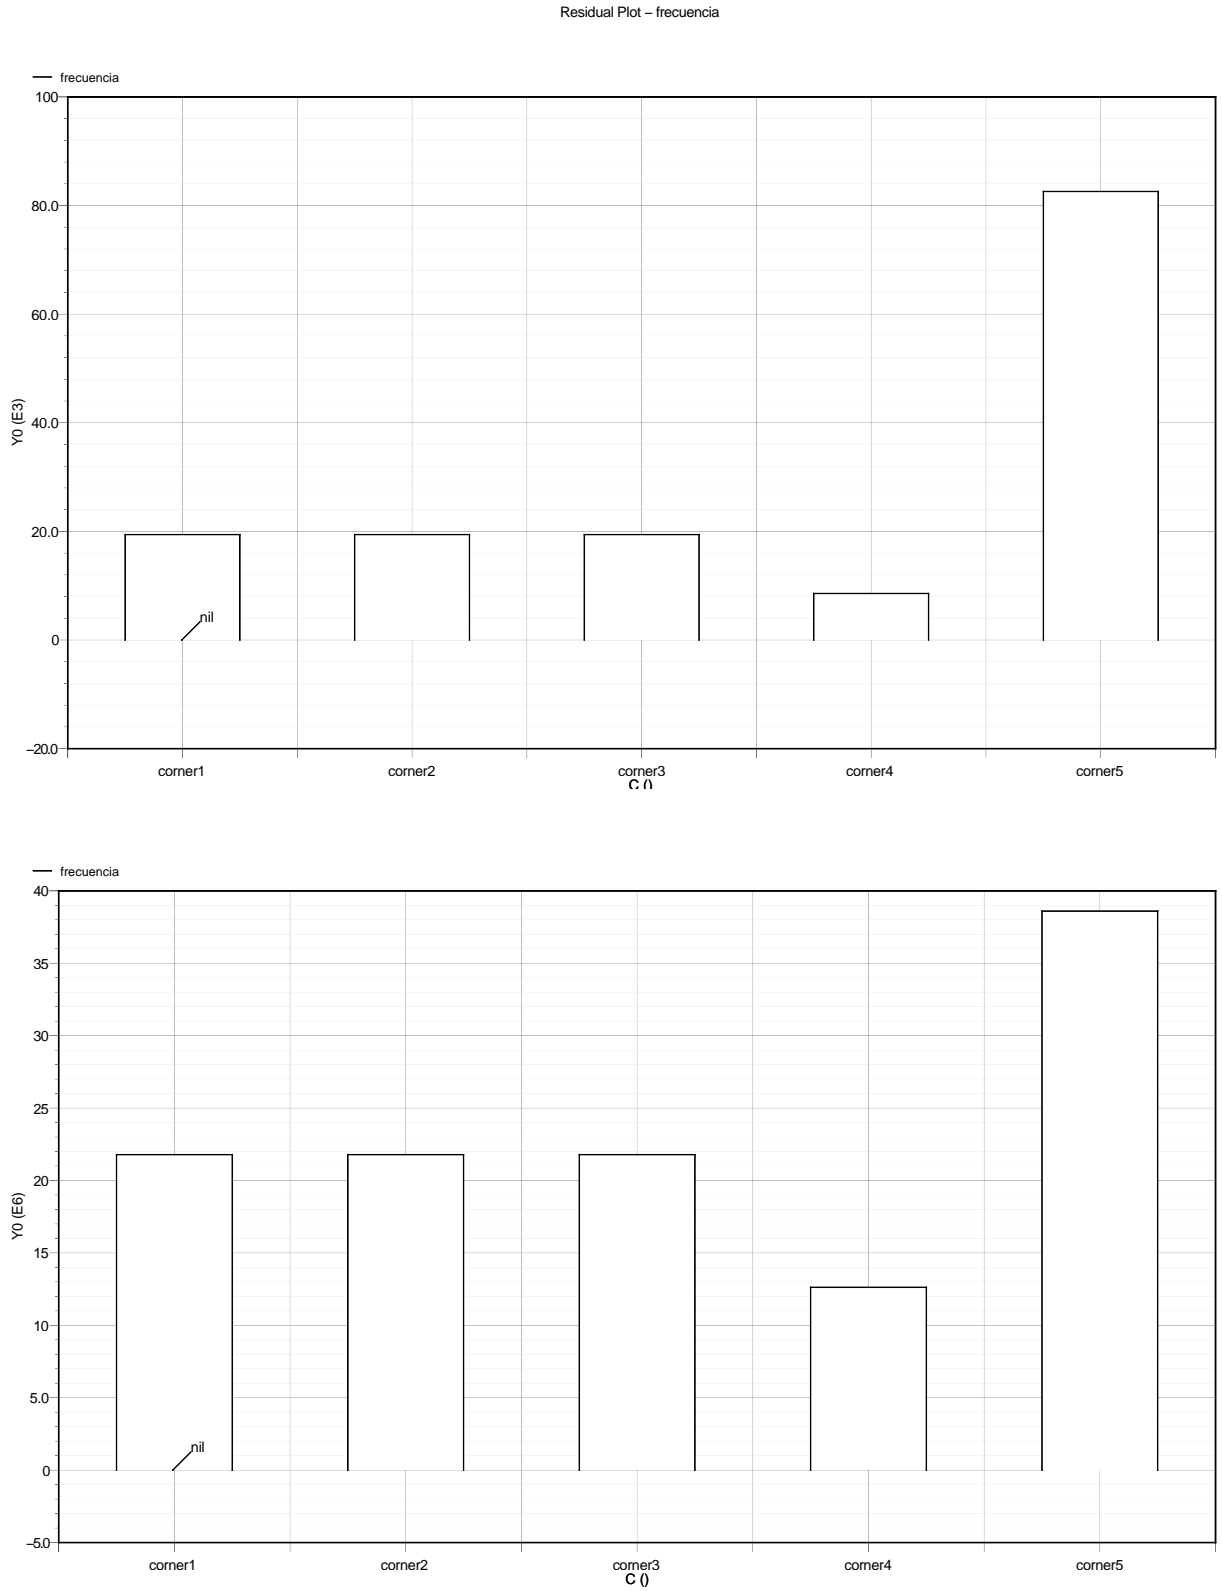 Residual Plot – frecuencia
frecuencia
100
80.0
60.0
40.0
20.0
0
–20.0
Y0 (E3)
nil
corner1 corner2 corner3 corner4 corner5
C ()
frecuencia
40
35
30
25
20
15
10
5.0
0
–5.0
Y0 (E6)
nil
corner1 corner2 corner3 corner4 corner5
C ()